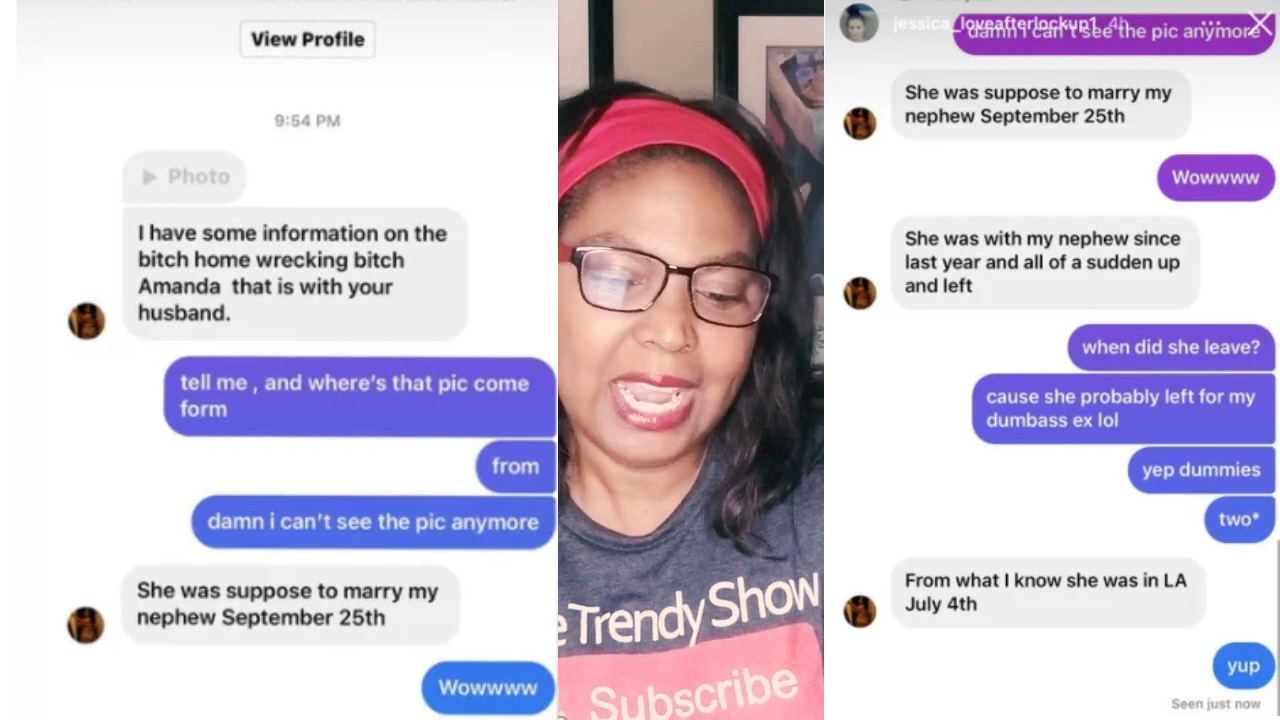 View Profile
9:54 PM
Photo
I have some information on the
bitch home wrecking bitch
Amanda that is with your
husband.
tell me , and where's that pic come
form
from
damn i can't see the pic anymore
She was suppose to marry my
nephew September 25th
Wowwww
Trendy Show
Subscribe
jessica_loveafterlockup1 4h
damn i can't see the pic anymore
She was suppose to marry my
nephew September 25th
Wowwww
She was with my nephew since
last year and all of a sudden up
and left
when did she leave?
cause she probably left for my
dumbass ex lol
yep dummies
two*
From what I know she was in LA
July 4th
yup
Seen just now